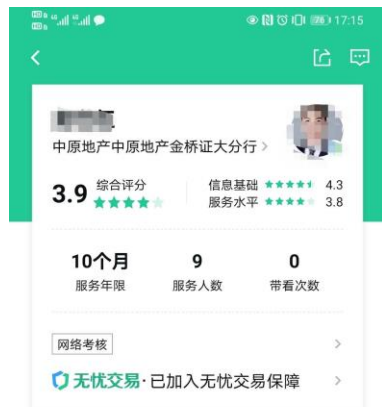 17:15
中原地产中原地产金桥证大分行
3.9 综合评分
信息基础 4.3
服务水平 3.8
10个月 9 0
服务年限 服务人数 带看次数
网络考核
无忧交易·已加入无忧交易保障